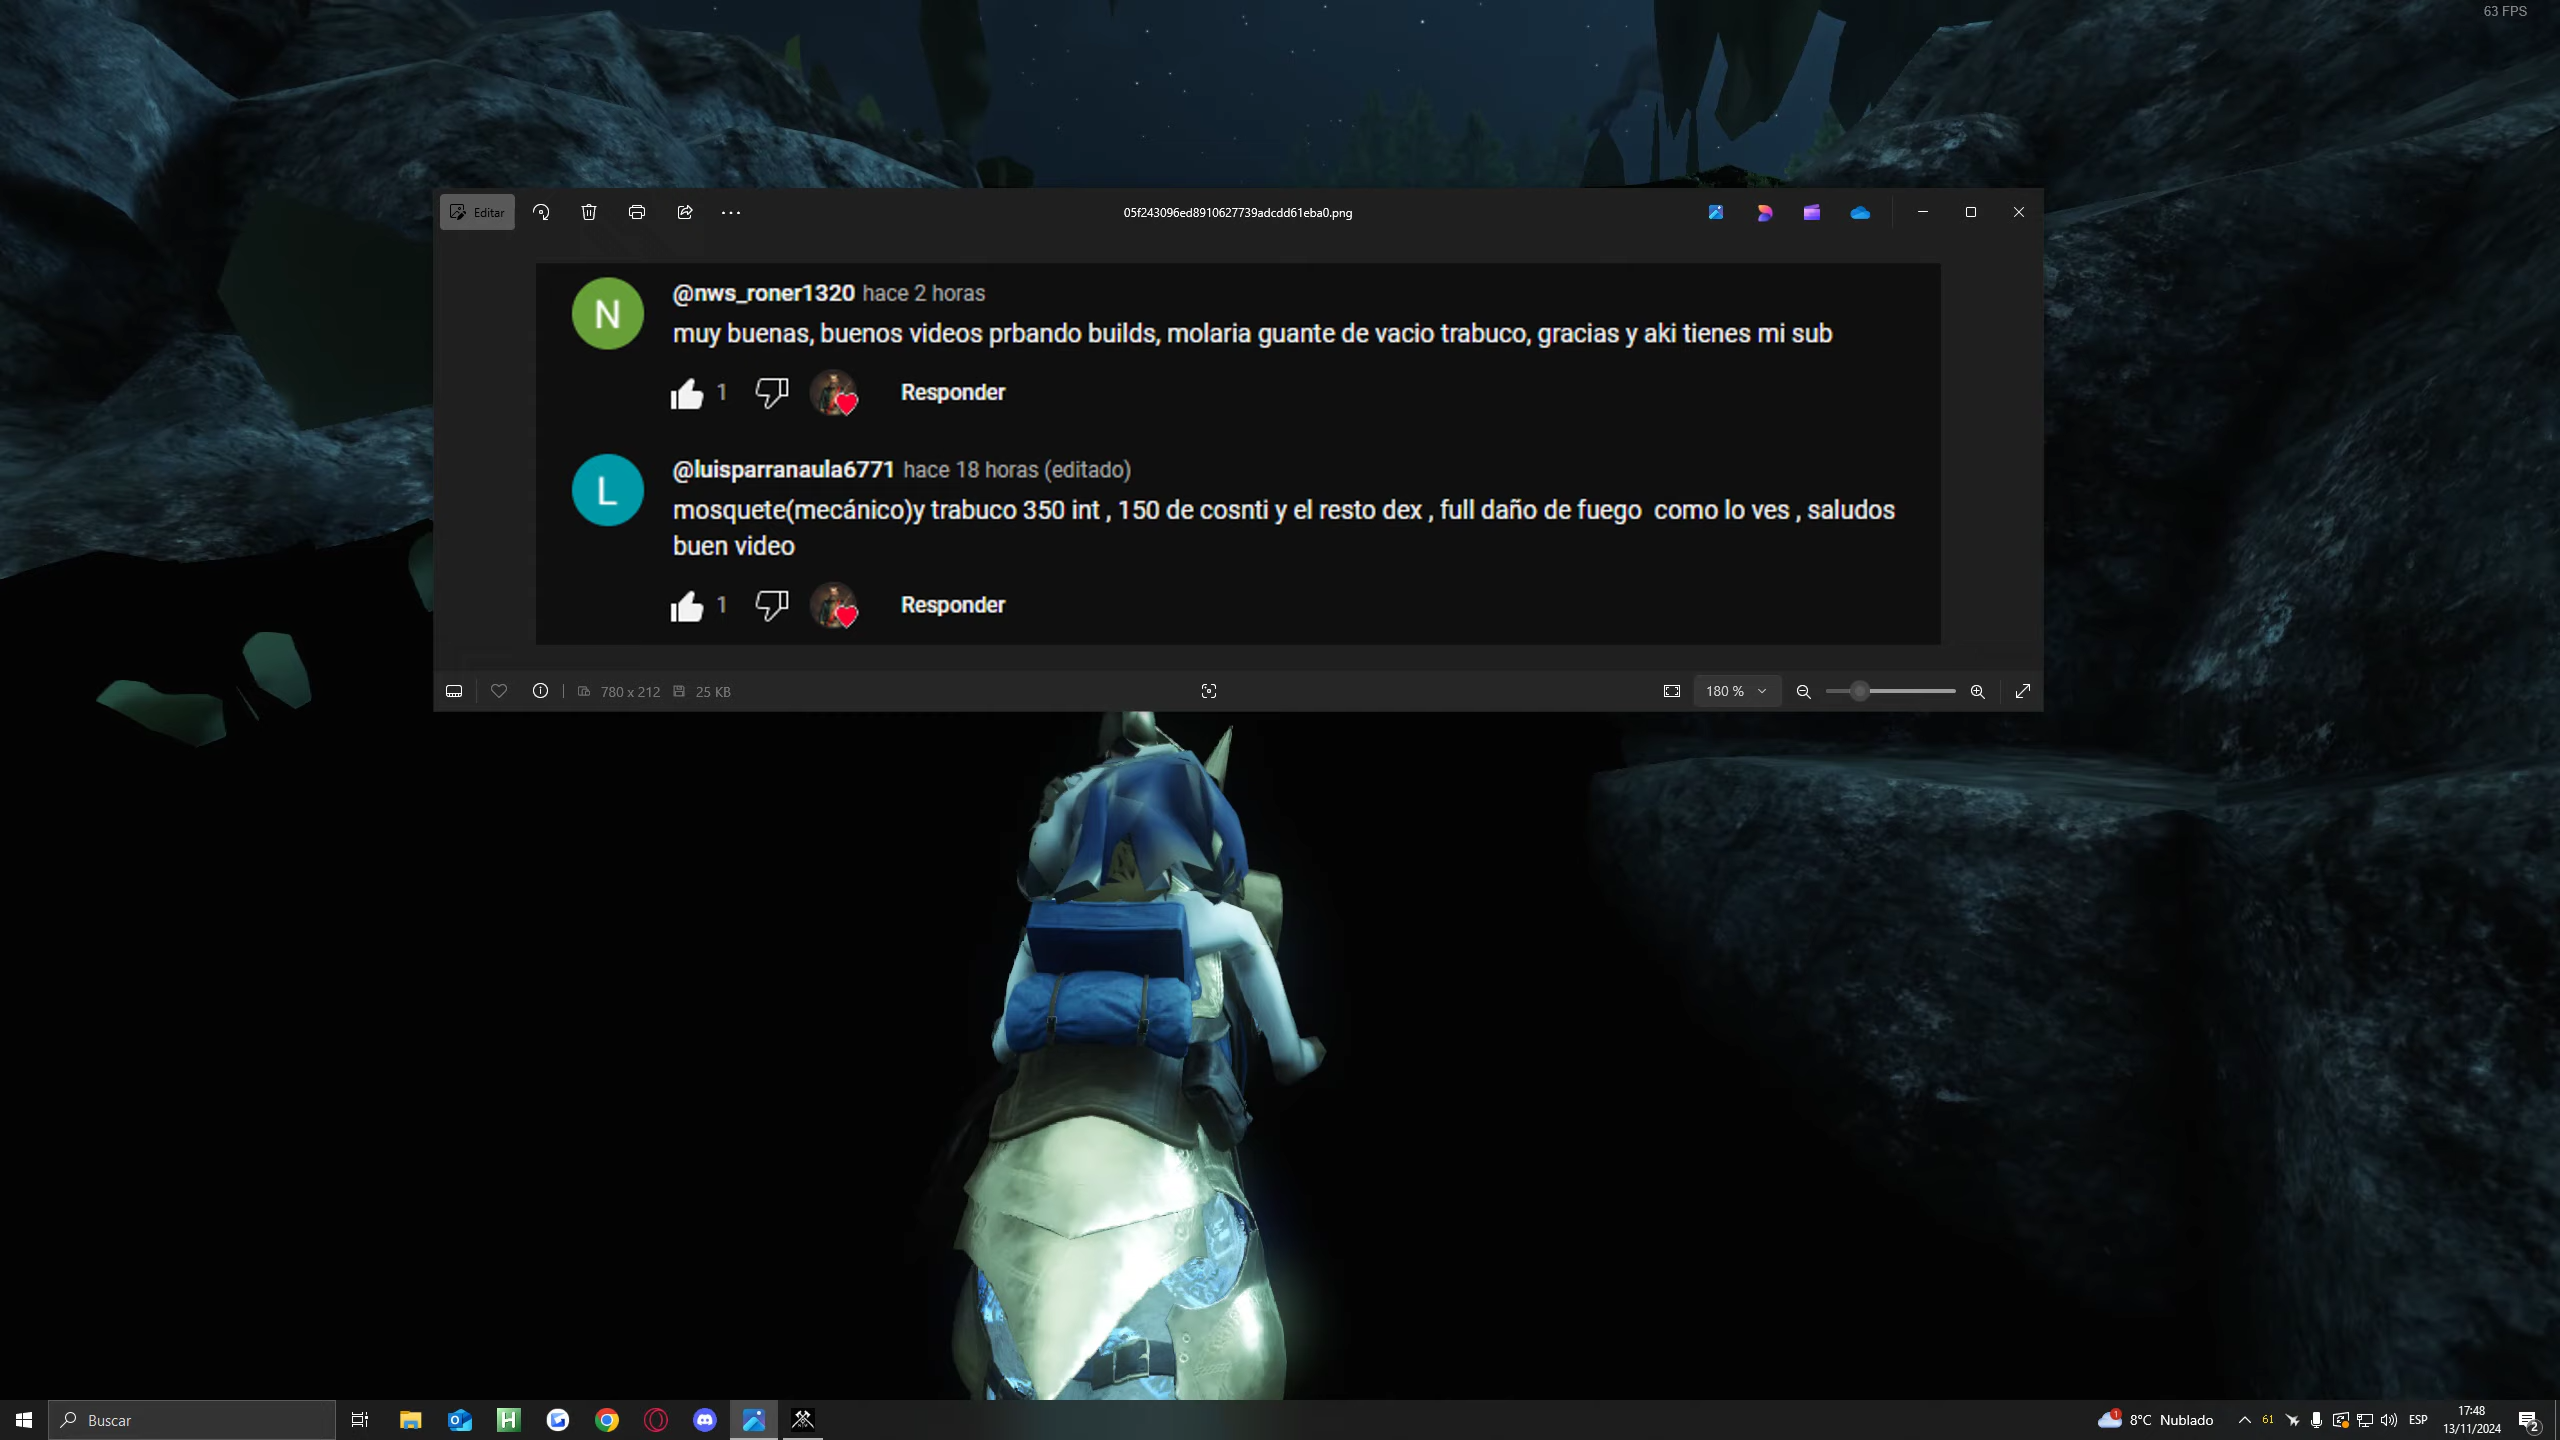 63 FPS
Editar
05f243096ed8910627739adcdd61eba0.png
N
@nws_roner1320 hace 2 horas
muy buenas, buenos videos prbando builds, molaria guante de vacio trabuco, gracias y aki tienes mi sub
1
Responder
L
@luisparranaula6771 hace 18 horas (editado)
mosquete(mecánico)y trabuco 350 int , 150 de cosnti y el resto dex , full daño de fuego como lo ves , saludos
buen video
1
Responder
780 x 212 25 KB
180 %
Buscar
H
1
8°C Nublado
61
ESP
17:48
13/11/2024
2